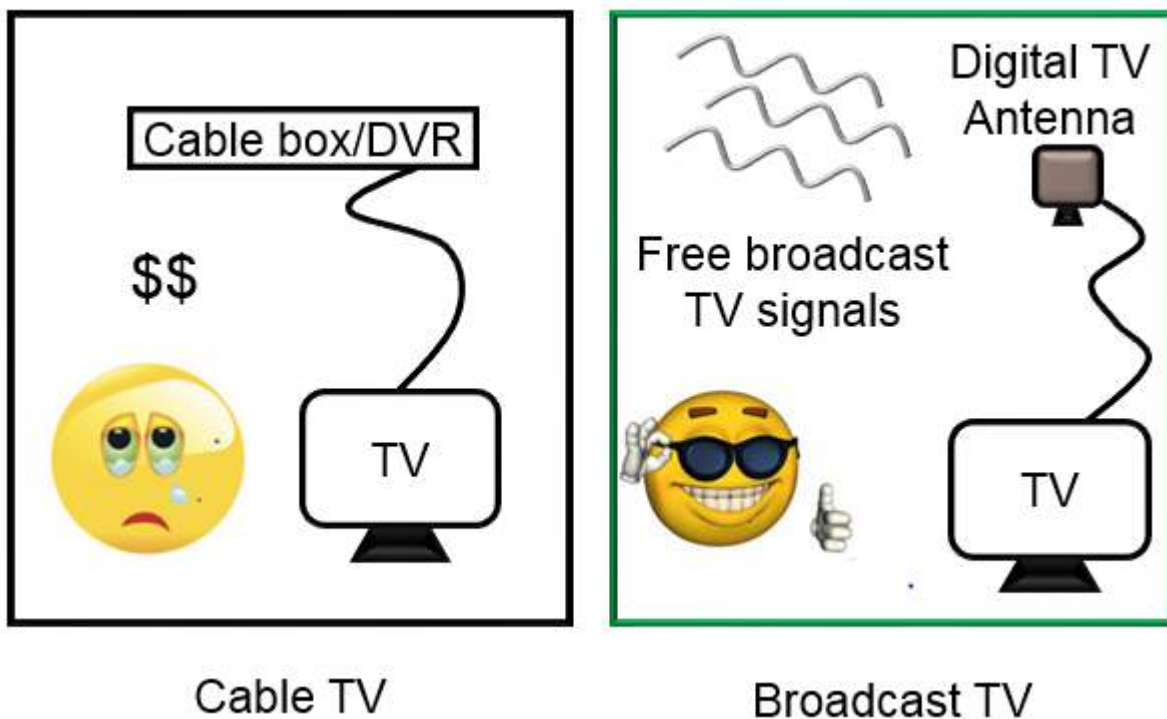 Cable box/DVR
$$
TV
Cable TV
Digital TV
Antenna
Free broadcast
TV signals
TV
Broadcast TV